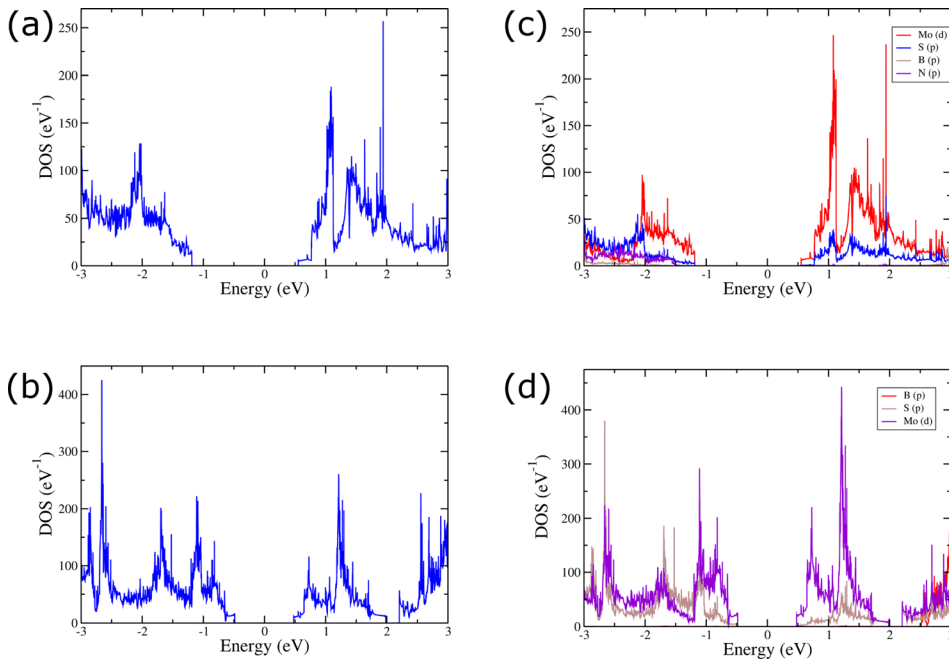 (a)
250
200
150
100
50
0
DOS (eV⁻¹)
-3 -2 -1 0 1 2 3
Energy (eV)
(c)
250
200
150
100
50
0
DOS (eV⁻¹)
Mo (d)
S (p)
B (p)
N (p)
-3 -2 -1 0 1 2 3
Energy (eV)
(b)
400
300
200
100
0
DOS (eV⁻¹)
-3 -2 -1 0 1 2 3
Energy (eV)
(d)
400
300
200
100
0
DOS (eV⁻¹)
B (p)
S (p)
Mo (d)
-3 -2 -1 0 1 2
Energy (eV)